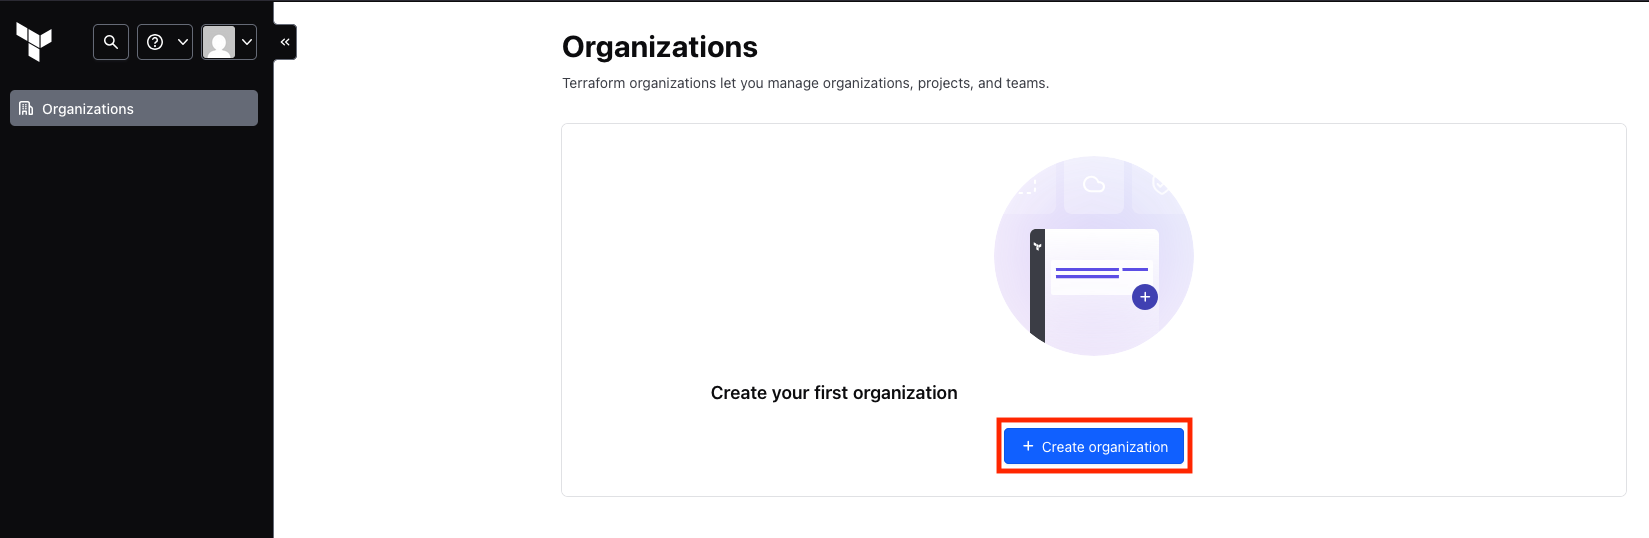 Organizations
Organizations
Terraform organizations let you manage organizations, projects, and teams.
Create your first organization
+ Create organization